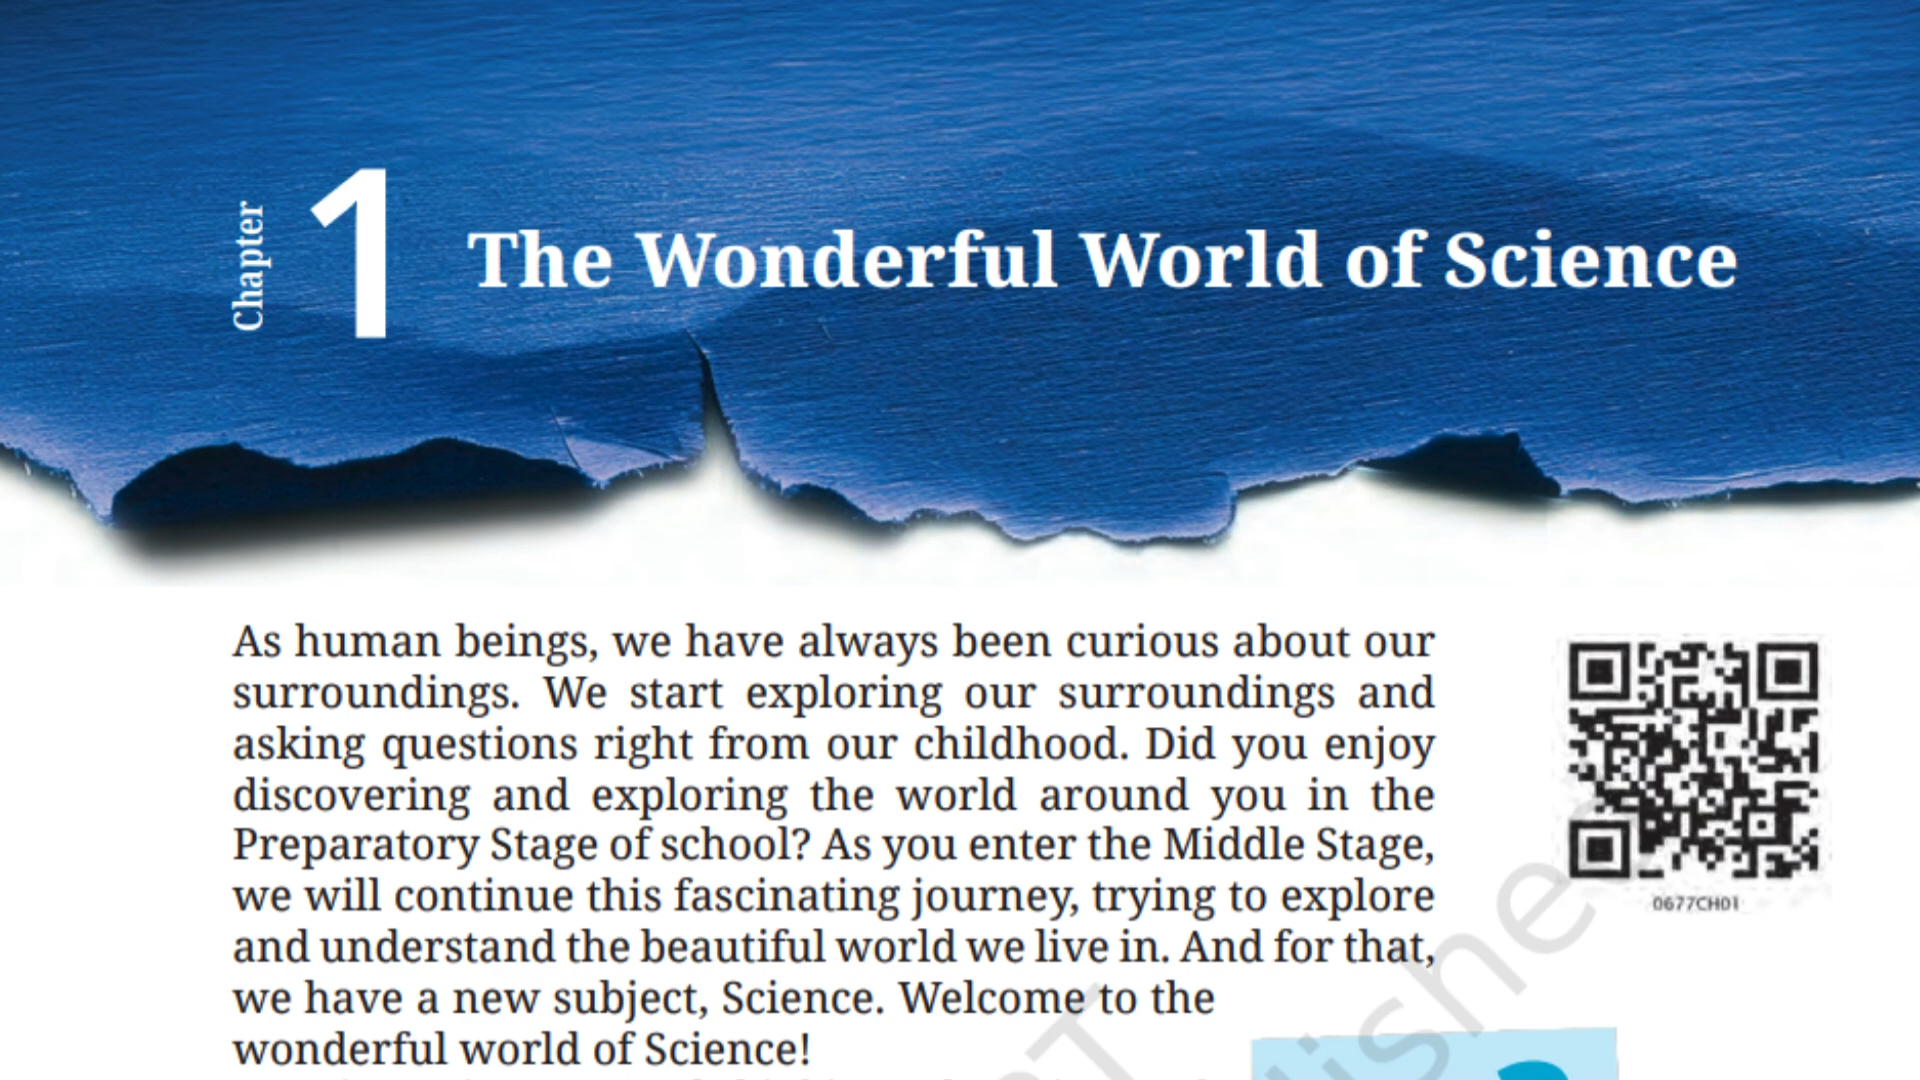 Chapter
1
The Wonderful World of Science
As human beings, we have always been curious about our
surroundings. We start exploring our surroundings and
asking questions right from our childhood. Did you enjoy
discovering and exploring the world around you in the
Preparatory Stage of school? As you enter the Middle Stage,
we will continue this fascinating journey, trying to explore
and understand the beautiful world we live in. And for that,
we have a new subject, Science. Welcome to the
wonderful world of Science!
0677CH01